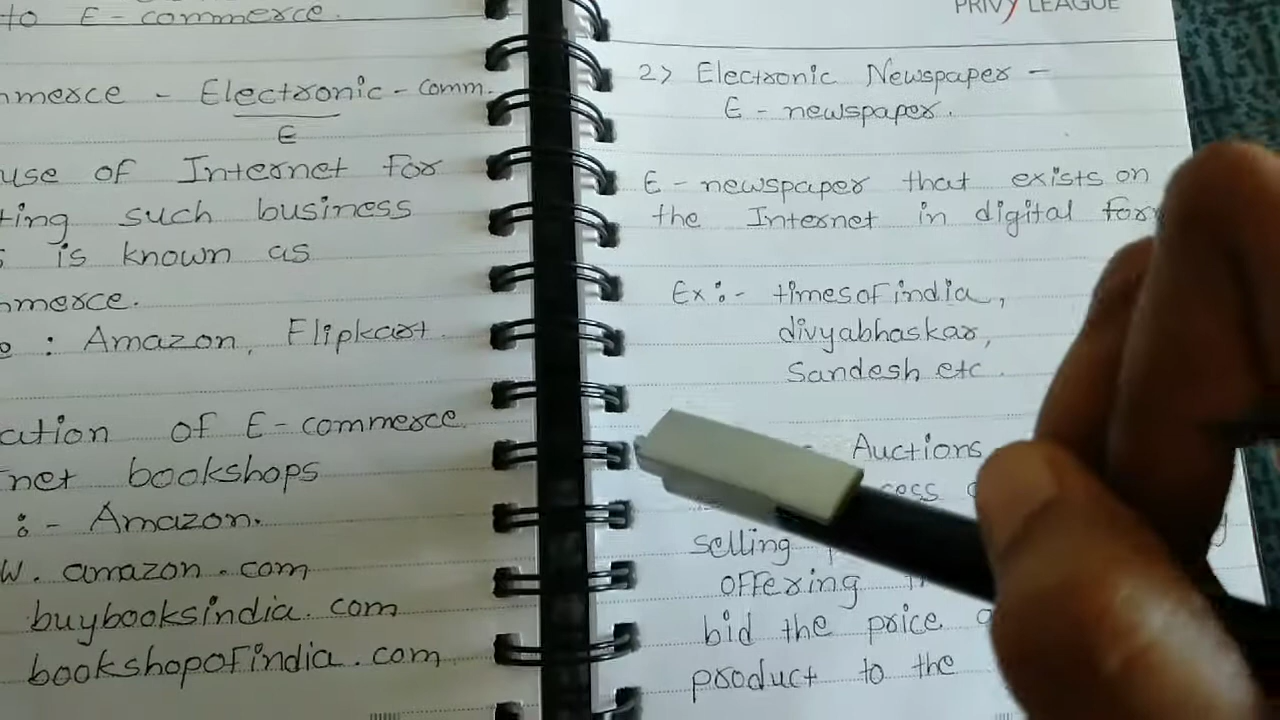 to E-commerce.
mmerce - Electronic-comm.
E
use of Internet for
ting such business
is known as
mmerce.
: Amazon, Flipkart.
cation of E-commerce.
net bookshops
:- Amazon.
w.amazon.com
buybooksindia.com
bookshopofindia.com
PRIVY LEAGUE
2) Electronic Newspaper -
E-newspaper.
E-newspaper that exists on
the Internet in digital
Ex:- timesofindia,
divyabhaskar,
Sandesh etc.
Auctions
selling
offering
bid the price
product to the